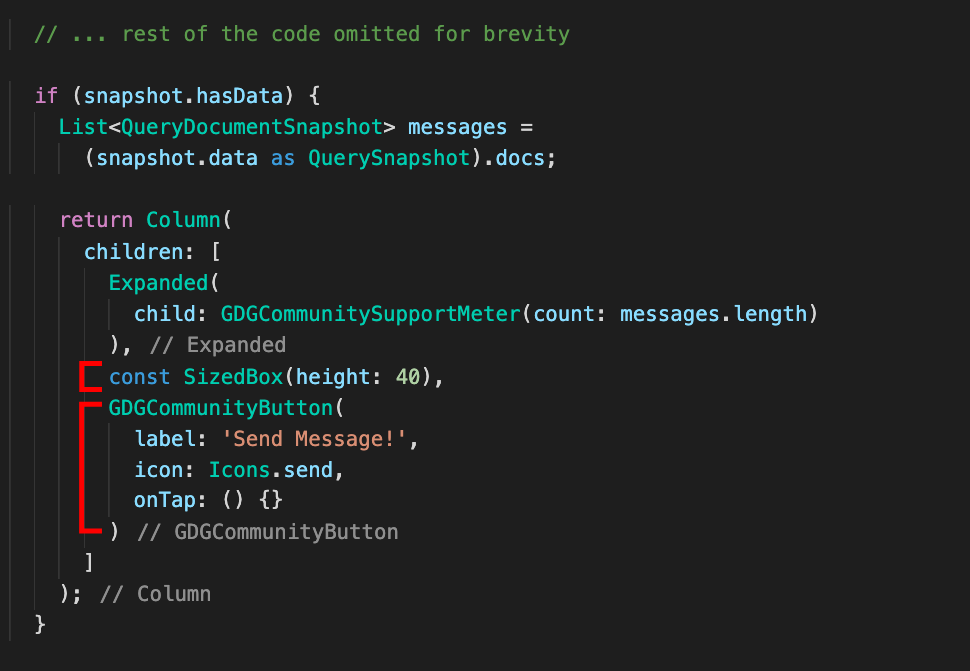 // ... rest of the code omitted for brevity
if (snapshot.hasData) {
List<QueryDocumentSnapshot> messages =
(snapshot.data as QuerySnapshot).docs;
return Column(
children: [
Expanded(
child: GDGCommunitySupportMeter(count: messages.length)
), // Expanded
const SizedBox(height: 40),
GDGCommunityButton(
label: 'Send Message!',
icon: Icons.send,
onTap: () {}
) // GDGCommunityButton
]
); // Column
}